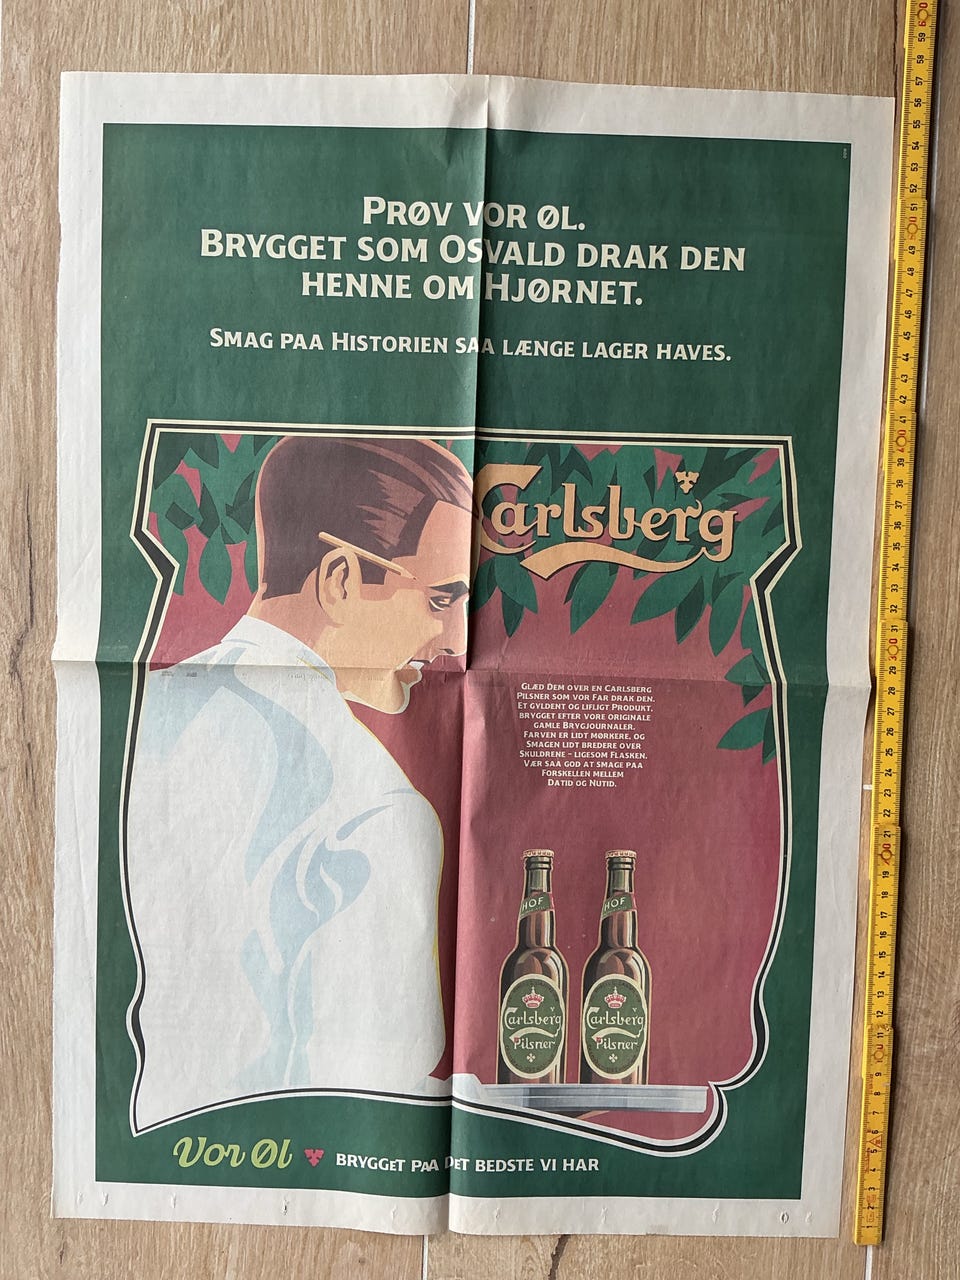 Prøv vor øl.
Brygget som Osvald drak den
henne om Hjørnet.
Smag paa Historien saa længe lager haves.
Carlsberg
Glæd Dem over en Carlsberg
Pilsner som vor Far drak den.
Et gyldent og lifligt Produkt,
brygget efter vore originale
gamle Brygjournaler.
Farven er lidt mørkere, og
Smagen lidt bredere over
Skuldrene – ligesom Flasken.
Vær saa god at smage paa
Forskellen mellem
Datid og Nutid.
HOF
HOF
Carlsberg
Pilsner
Carlsberg
Pilsner
Vor Øl
brygget paa det bedste vi har